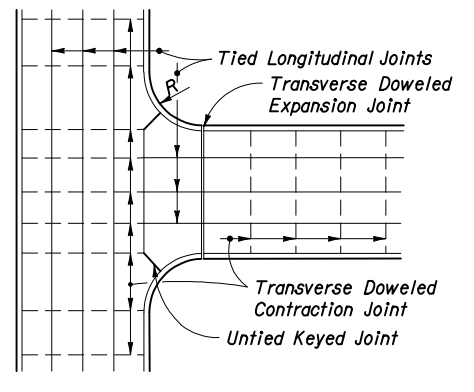 Tied Longitudinal Joints
R
Transverse Doweled
Expansion Joint
Transverse Doweled
Contraction Joint
Untied Keyed Joint